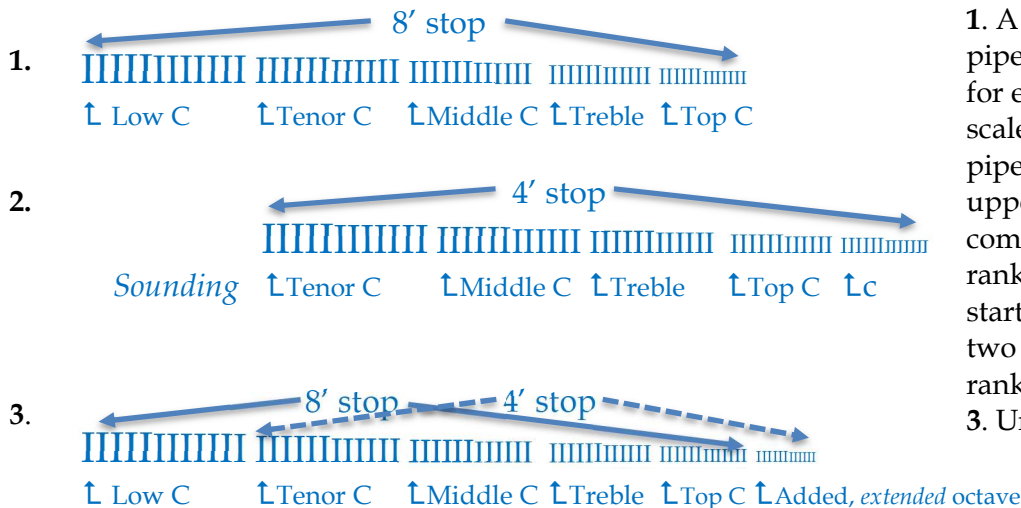 8’ stop
1.
↥ Low C ↥Tenor C ↥Middle C ↥Treble ↥Top C
2.
4’ stop
Sounding ↥Tenor C ↥Middle C ↥Treble ↥Top C ↥c
3.
8’ stop 4’ stop
↥ Low C ↥Tenor C ↥Middle C ↥Treble ↥Top C ↥Added, extended octave
1. A
pipe
for e
scale
pipe
uppe
com
rank
start
two
rank
3. Un